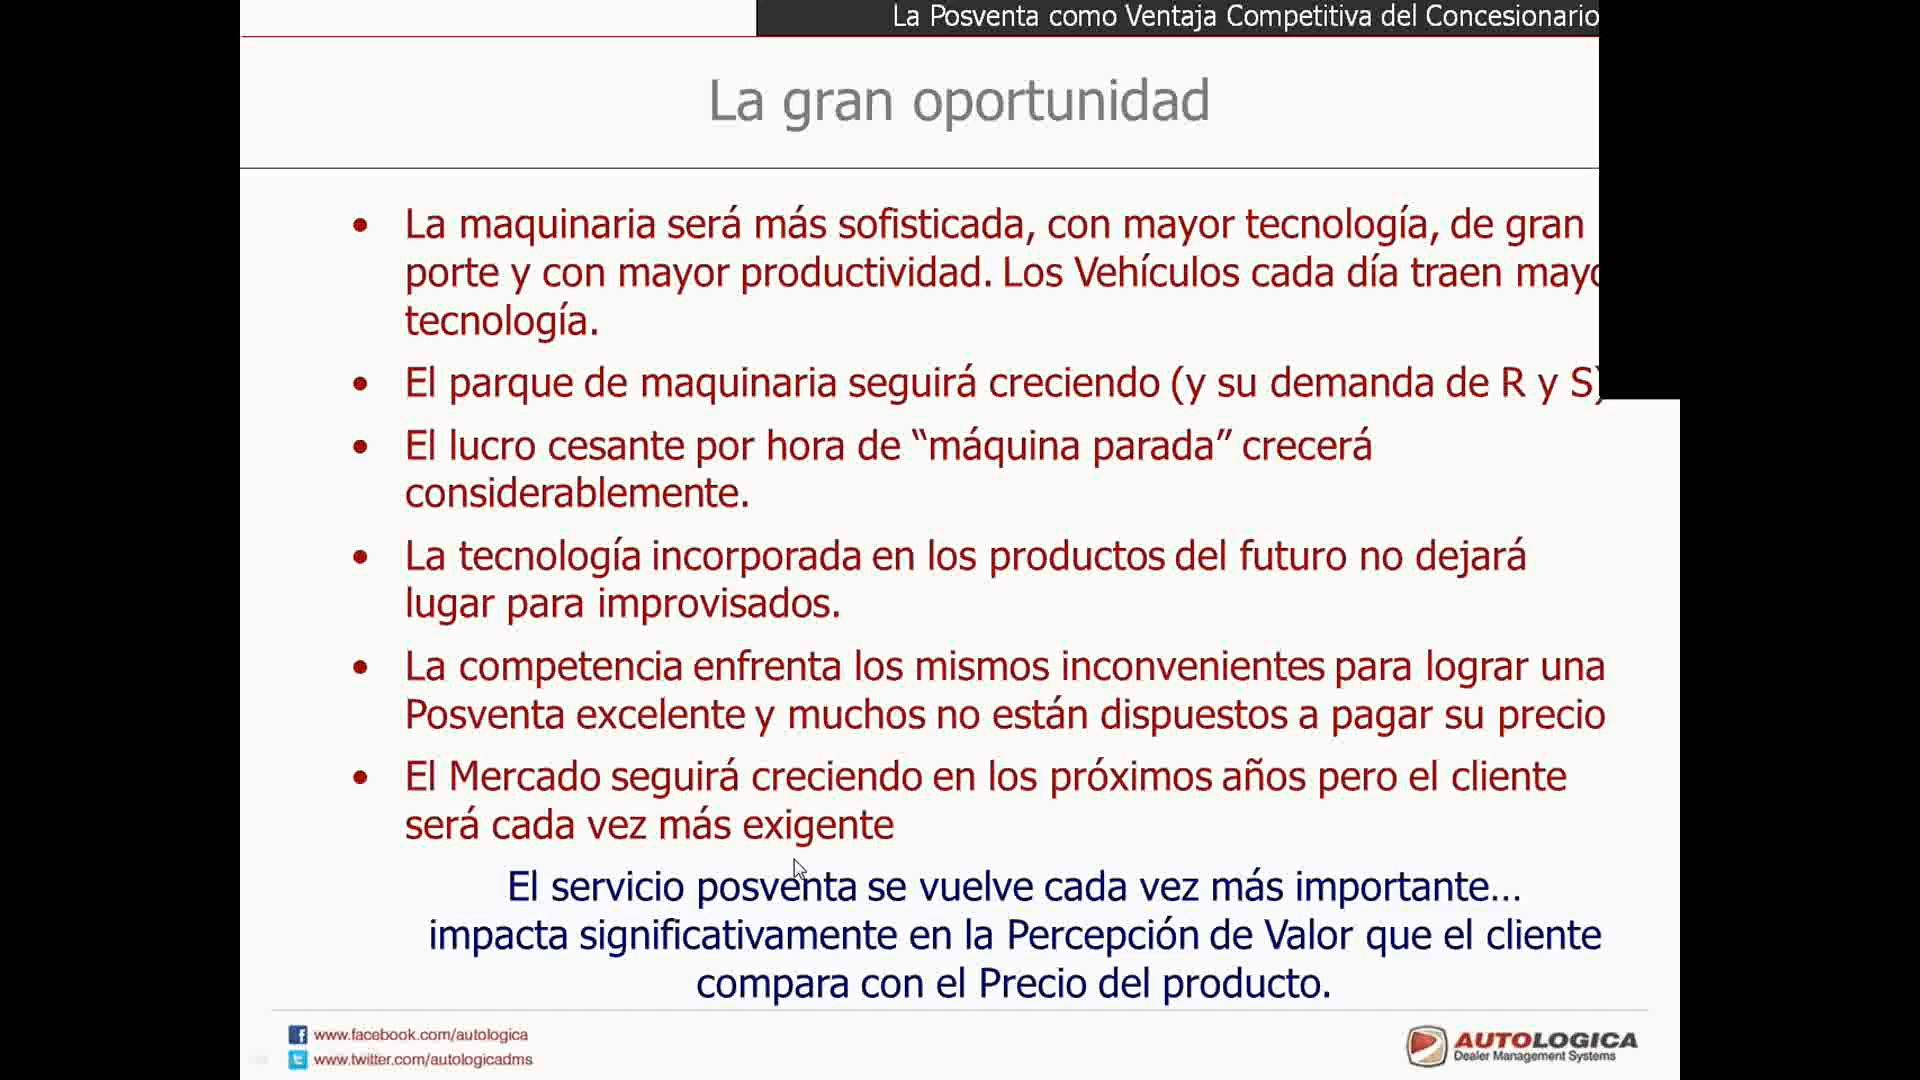 La Posventa como Ventaja Competitiva del Concesionario
La gran oportunidad
• La maquinaria será más sofisticada, con mayor tecnología, de gran
porte y con mayor productividad. Los Vehículos cada día traen mayo
tecnología.
• El parque de maquinaria seguirá creciendo (y su demanda de R y S)
• El lucro cesante por hora de “máquina parada” crecerá
considerablemente.
• La tecnología incorporada en los productos del futuro no dejará
lugar para improvisados.
• La competencia enfrenta los mismos inconvenientes para lograr una
Posventa excelente y muchos no están dispuestos a pagar su precio
• El Mercado seguirá creciendo en los próximos años pero el cliente
será cada vez más exigente
El servicio posventa se vuelve cada vez más importante...
impacta significativamente en la Percepción de Valor que el cliente
compara con el Precio del producto.
www.facebook.com/autologica
www.twitter.com/autologicadms
AUTOLOGICA
Dealer Management Systems